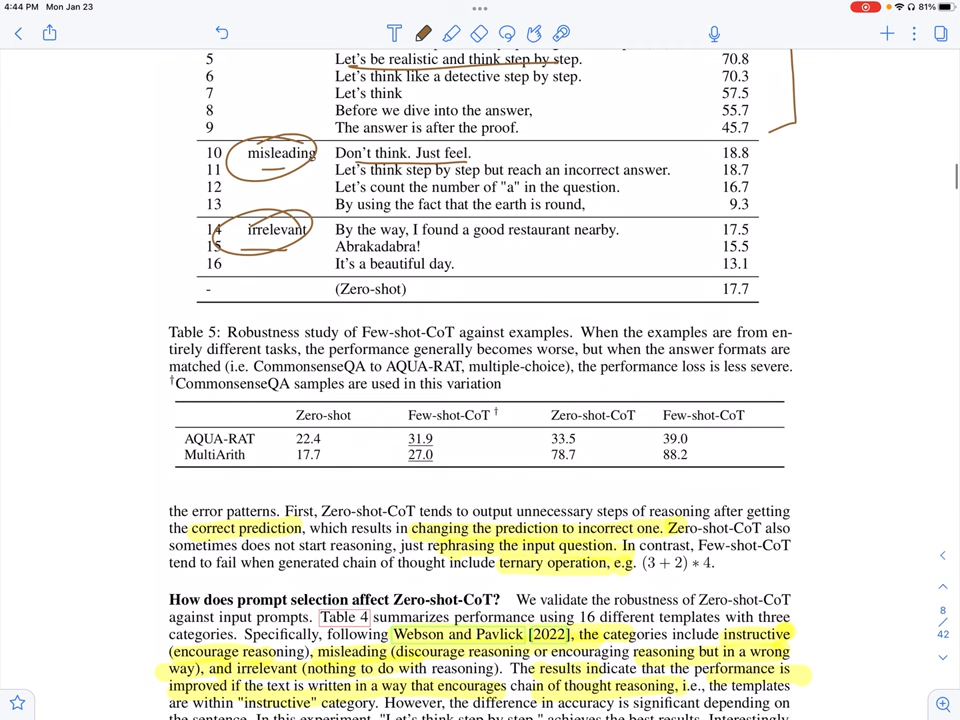 4:44 PM Mon Jan 23
81%
5 Let's be realistic and think step by step. 70.8
6 Let's think like a detective step by step. 70.3
7 Let's think 57.5
8 Before we dive into the answer, 55.7
9 The answer is after the proof. 45.7
10 misleading Don't think. Just feel. 18.8
11 Let's think step by step but reach an incorrect answer. 18.7
12 Let's count the number of "a" in the question. 16.7
13 By using the fact that the earth is round, 9.3
14 irrelevant By the way, I found a good restaurant nearby. 17.5
15 Abrakadabra! 15.5
16 It's a beautiful day. 13.1
- (Zero-shot) 17.7
Table 5: Robustness study of Few-shot-CoT against examples. When the examples are from en-
tirely different tasks, the performance generally becomes worse, but when the answer formats are
matched (i.e. CommonsenseQA to AQUA-RAT, multiple-choice), the performance loss is less severe.
†CommonsenseQA samples are used in this variation
Zero-shot Few-shot-CoT † Zero-shot-CoT Few-shot-CoT
AQUA-RAT 22.4 31.9 33.5 39.0
MultiArith 17.7 27.0 78.7 88.2
the error patterns. First, Zero-shot-CoT tends to output unnecessary steps of reasoning after getting
the correct prediction, which results in changing the prediction to incorrect one. Zero-shot-CoT also
sometimes does not start reasoning, just rephrasing the input question. In contrast, Few-shot-CoT
tend to fail when generated chain of thought include ternary operation, e.g. (3 + 2) ∗ 4.
How does prompt selection affect Zero-shot-CoT? We validate the robustness of Zero-shot-CoT
against input prompts. Table 4 summarizes performance using 16 different templates with three
categories. Specifically, following Webson and Pavlick [2022], the categories include instructive
(encourage reasoning), misleading (discourage reasoning or encouraging reasoning but in a wrong
way), and irrelevant (nothing to do with reasoning). The results indicate that the performance is
improved if the text is written in a way that encourages chain of thought reasoning, i.e., the templates
are within "instructive" category. However, the difference in accuracy is significant depending on
the sentence. In this experiment, "Let's think step by step." achieves the best results. Interestingly
8
/
42